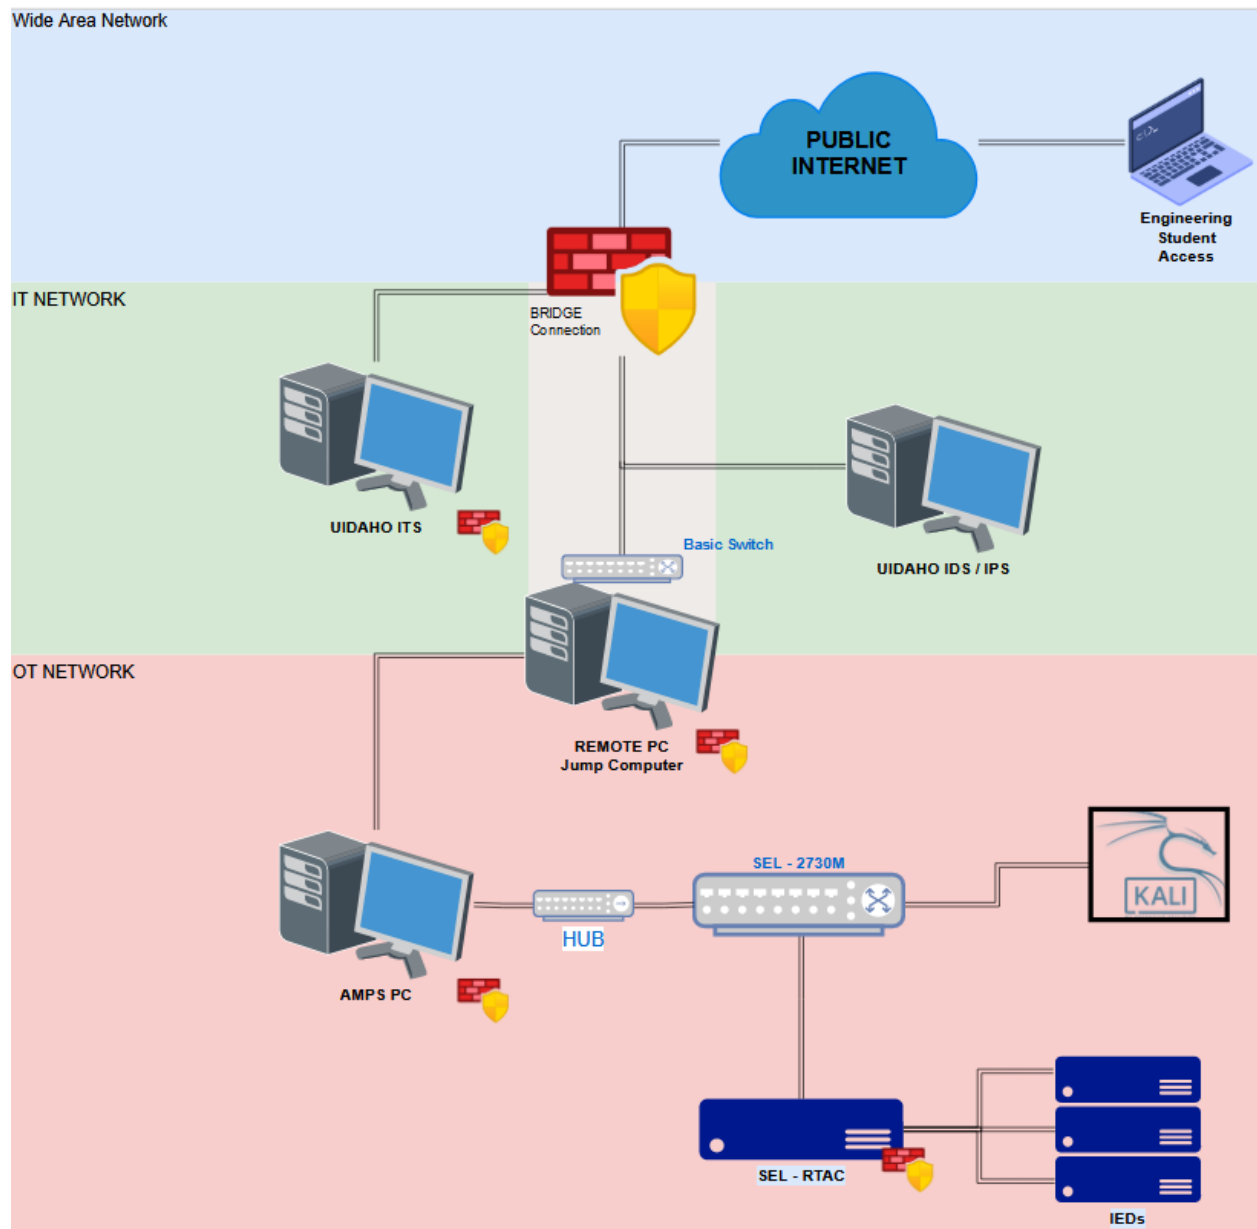 Wide Area Network
PUBLIC
INTERNET
Engineering
Student
Access
IT NETWORK
BRIDGE
Connection
UIDAHO ITS
Basic Switch
UIDAHO IDS / IPS
OT NETWORK
REMOTE PC
Jump Computer
SEL - 2730M
KALI
HUB
AMPS PC
SEL - RTAC
IEDs